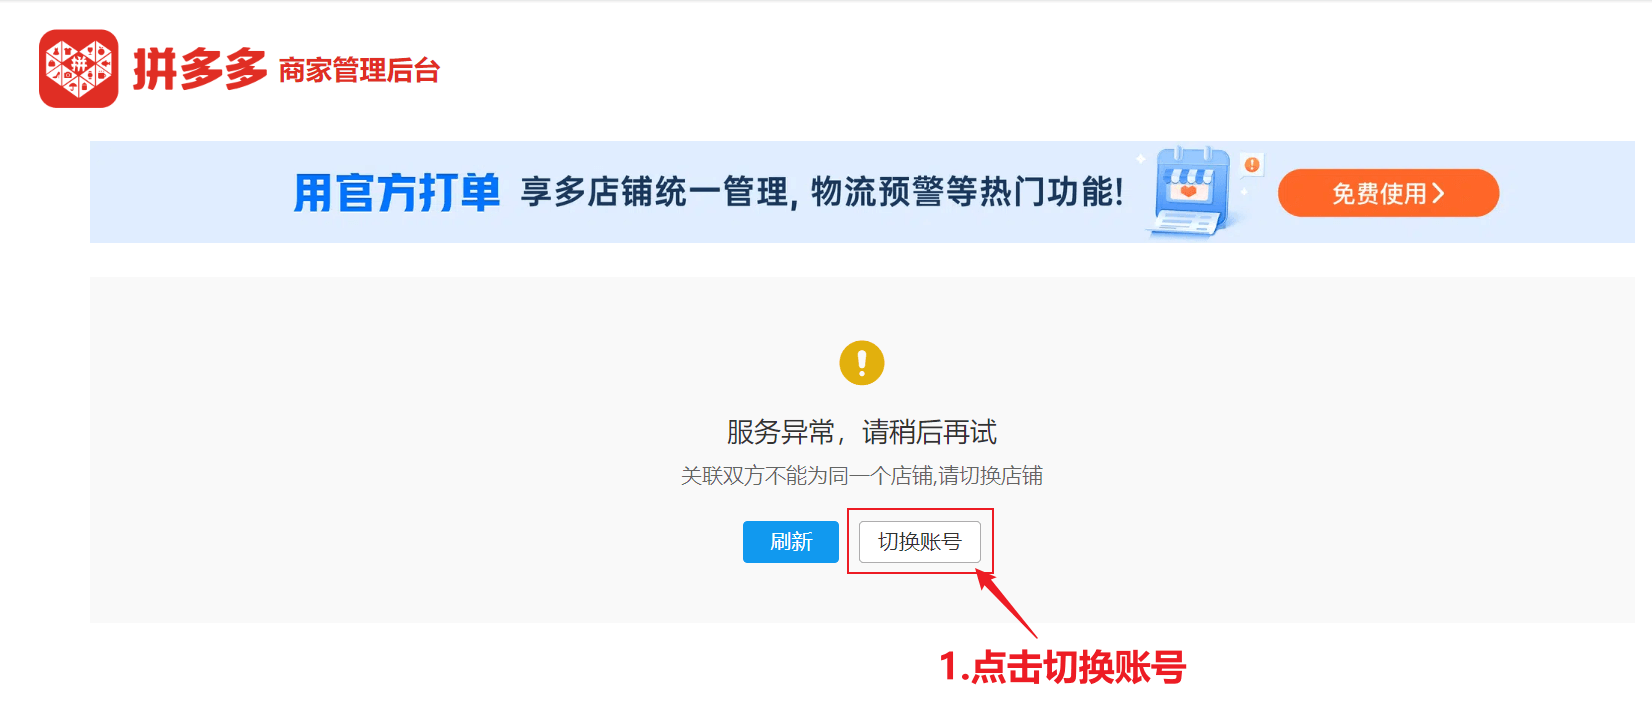 拼
拼多多 商家管理后台
用官方打单 享多店铺统一管理, 物流预警等热门功能!
免费使用
服务异常，请稍后再试
关联双方不能为同一个店铺,请切换店铺
刷新 切换账号
1.点击切换账号